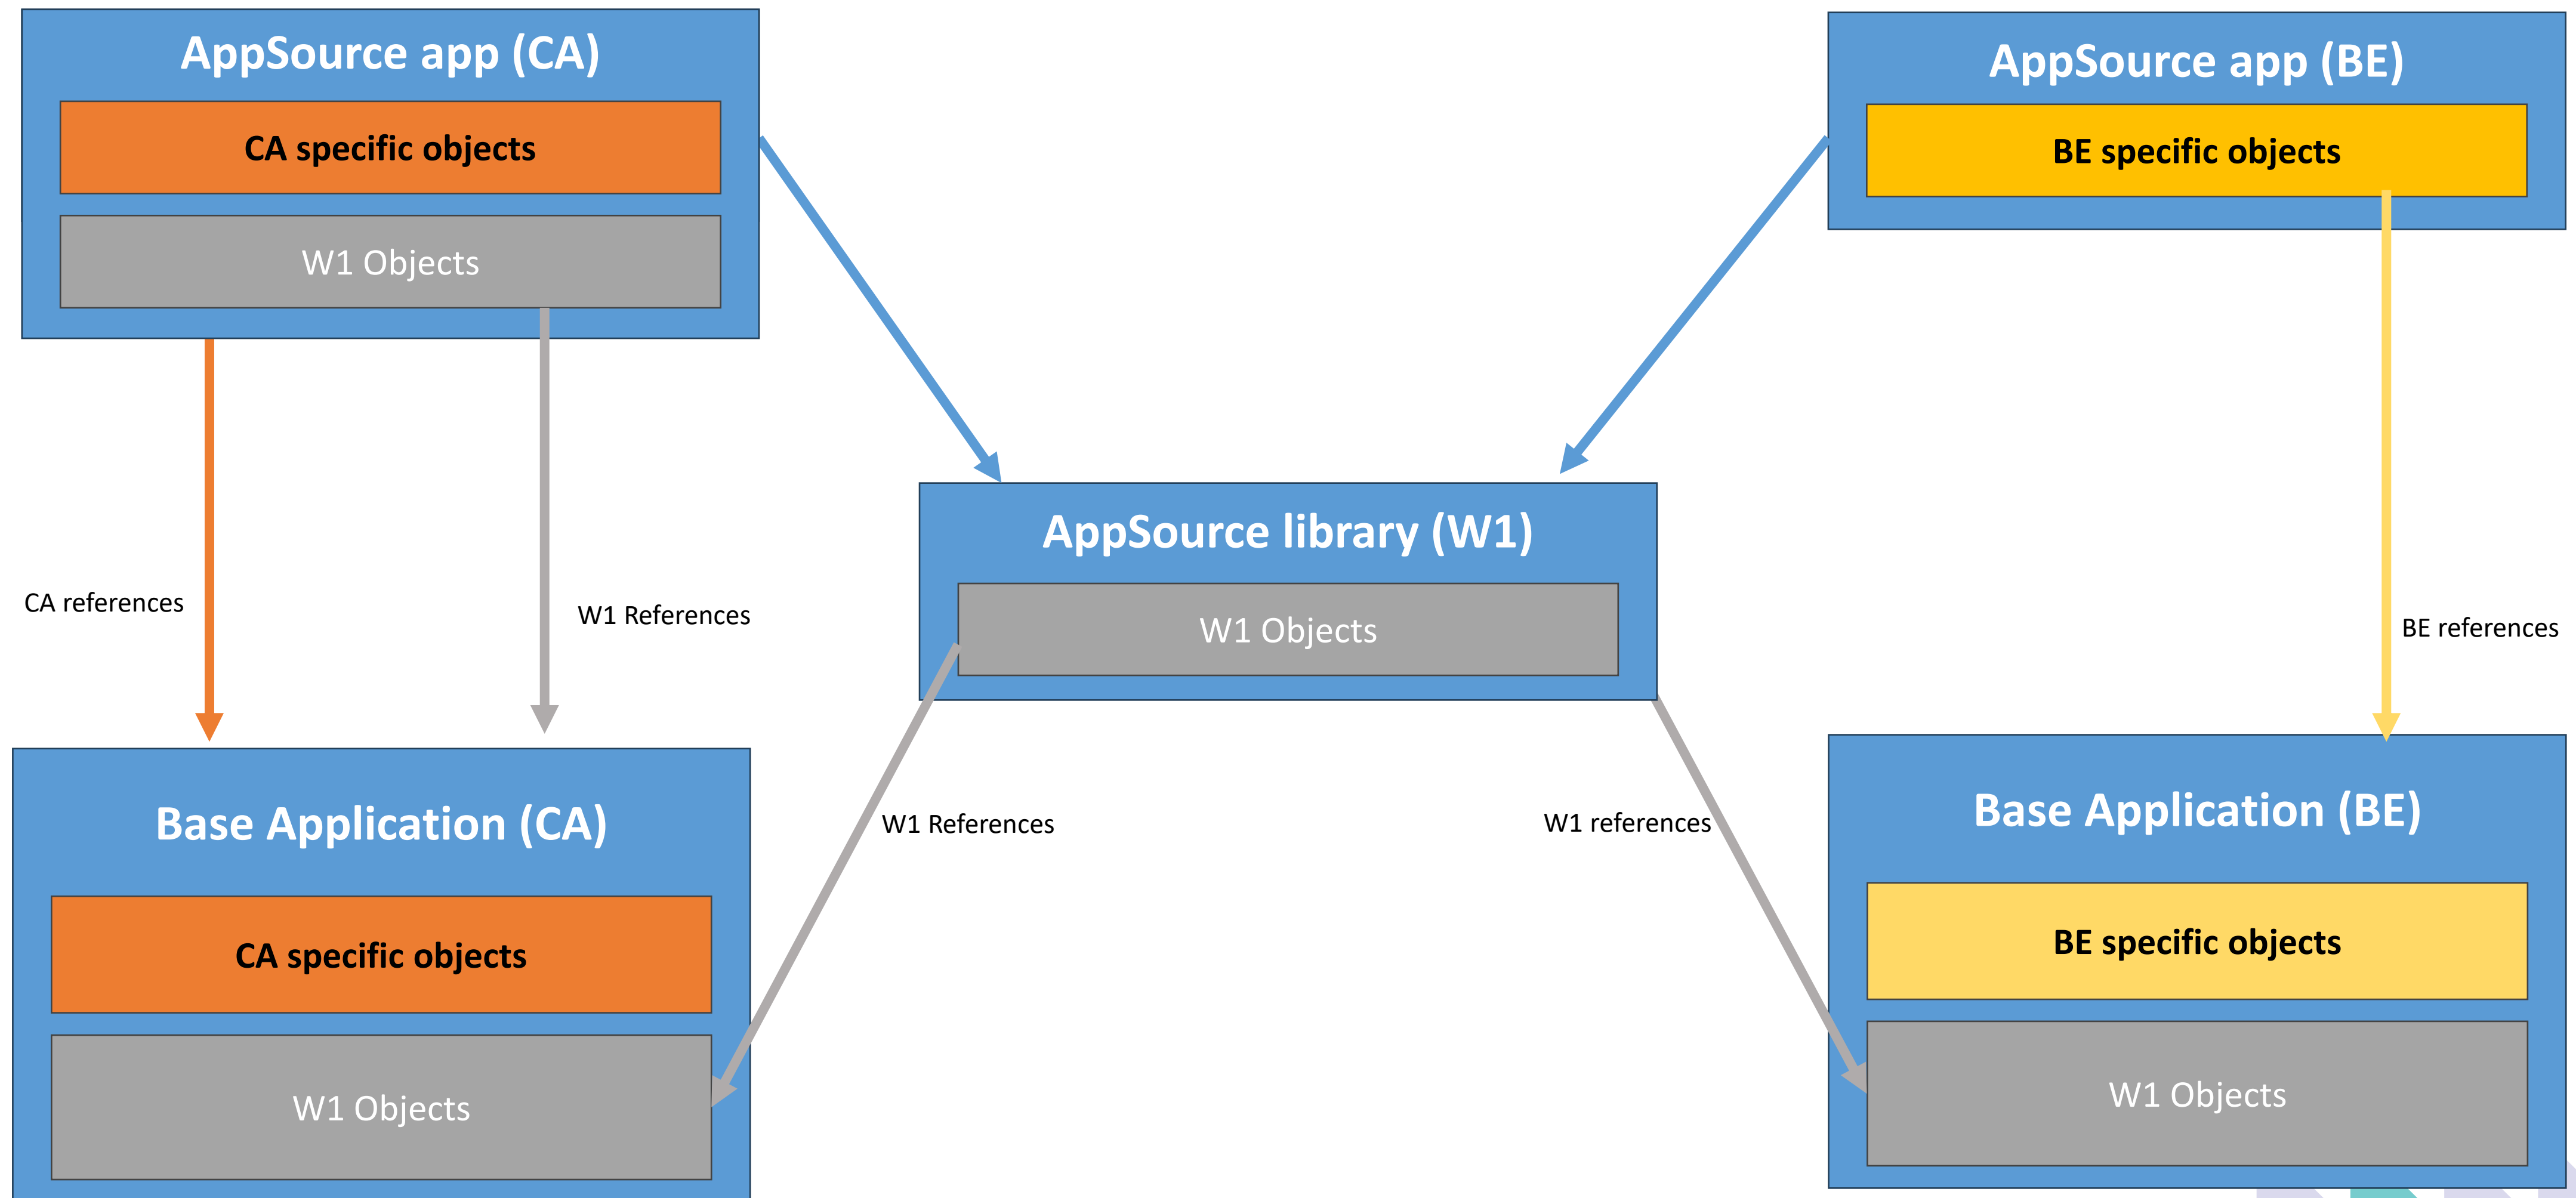 AppSource app (CA)
CA specific objects
W1 Objects
AppSource app (BE)
BE specific objects
CA references
W1 References
AppSource library (W1)
W1 Objects
BE references
W1 References
W1 references
Base Application (CA)
CA specific objects
W1 Objects
Base Application (BE)
BE specific objects
W1 Objects